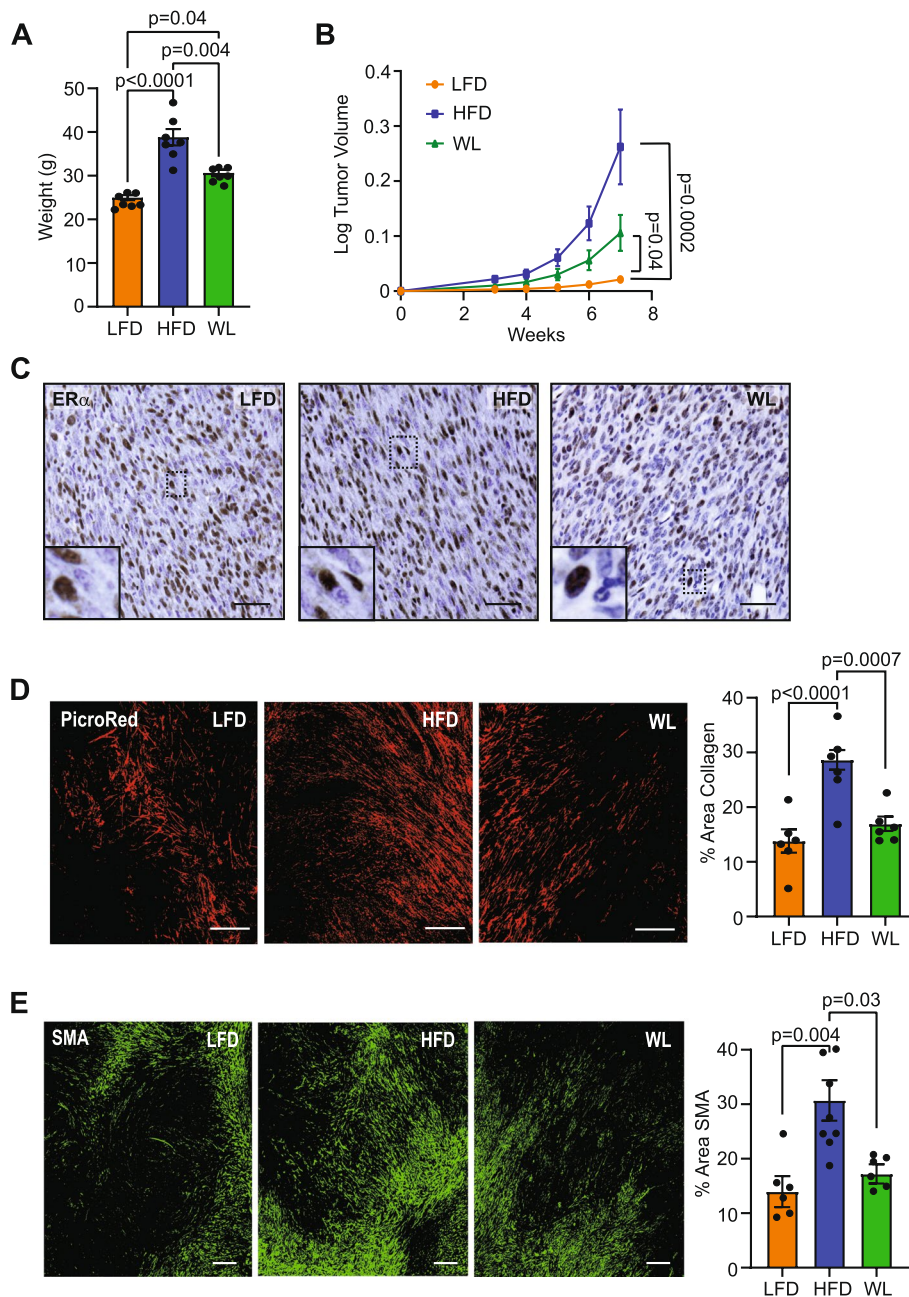 A
p=0.04
p=0.004
p<0.0001
50
40
30
20
10
0
Weight (g)
LFD HFD WL
B
LFD
HFD
WL
0.4
0.3
0.2
0.1
0
Log Tumor Volume
0 2 4 6 8
Weeks
p=0.04
p=0.0002
C
ERα LFD HFD WL
D
PicroRed LFD HFD WL
p=0.0007
p<0.0001
40
30
20
10
0
% Area Collagen
LFD HFD WL
E
SMA LFD HFD WL
p=0.03
p=0.004
40
30
20
10
0
% Area SMA
LFD HFD WL